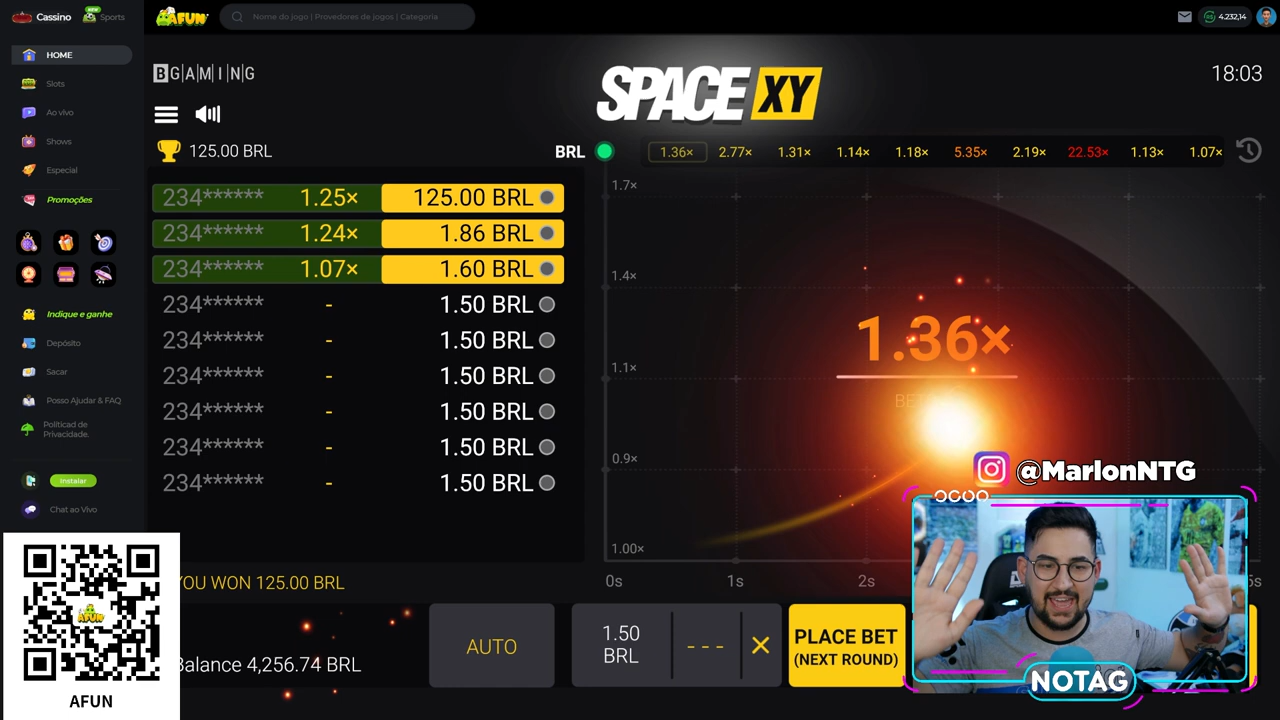 Cassino
NEW
Sports
AFUN
Nome do jogo | Provedores de jogos | Categoria
R$ 4.232,14
HOME
Slots
Ao vivo
Shows
Especial
Promoções
Indique e ganhe
Depósito
Sacar
Posso Ajudar & FAQ
Políticad de
Privacidade.
Instalar
Chat ao Vivo
BGAMING
SPACE XY
18:03
125.00 BRL
BRL
1.36× 2.77× 1.31× 1.14× 1.18× 5.35× 2.19× 22.53× 1.13× 1.07×
234****** 1.25× 125.00 BRL
234****** 1.24× 1.86 BRL
234****** 1.07× 1.60 BRL
234****** - 1.50 BRL
234****** - 1.50 BRL
234****** - 1.50 BRL
234****** - 1.50 BRL
234****** - 1.50 BRL
234****** - 1.50 BRL
1.7×
1.4×
1.1×
0.9×
1.00×
1.36×
0s 1s 2s 5s
@MarlonNTG
NOTAG
YOU WON 125.00 BRL
Balance 4,256.74 BRL
AUTO
1.50
BRL
---
×
PLACE BET
(NEXT ROUND)
AFUN
AFUN